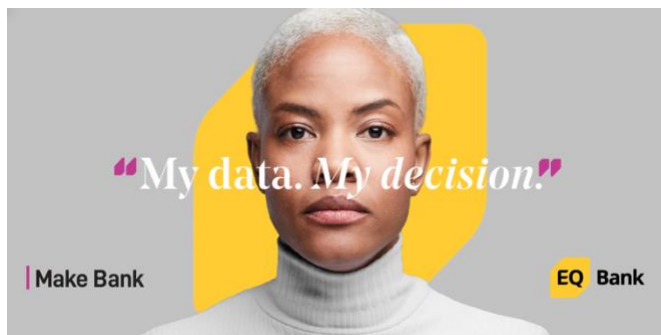 “My data. My decision.”
Make Bank
EQ Bank